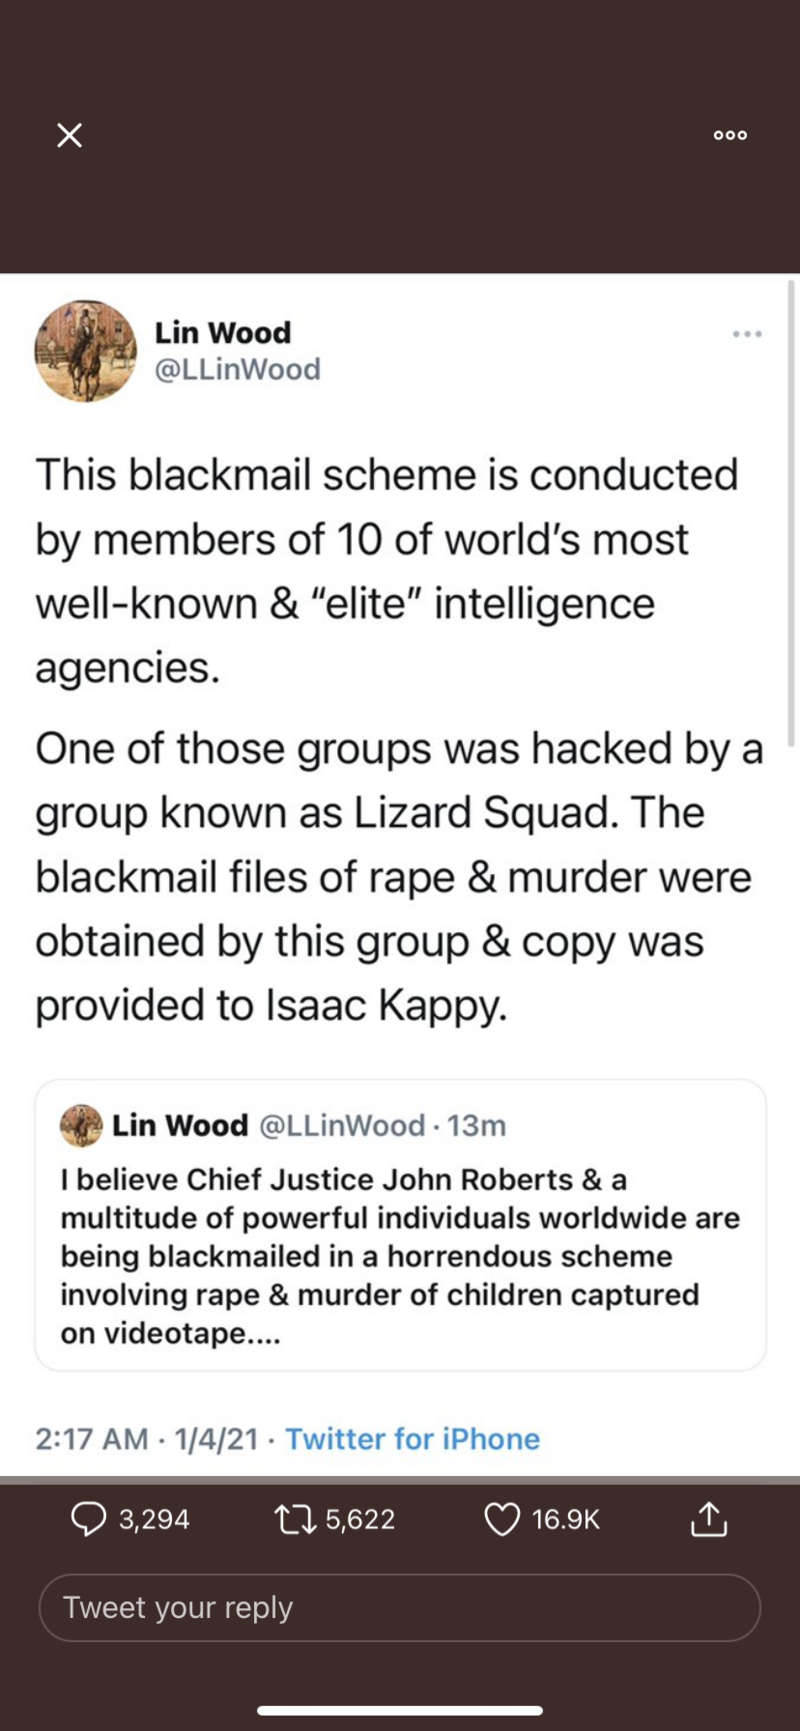 Lin Wood
@LLinWood
This blackmail scheme is conducted
by members of 10 of world’s most
well-known & “elite” intelligence
agencies.
One of those groups was hacked by a
group known as Lizard Squad. The
blackmail files of rape & murder were
obtained by this group & copy was
provided to Isaac Kappy.
Lin Wood @LLinWood · 13m
I believe Chief Justice John Roberts & a
multitude of powerful individuals worldwide are
being blackmailed in a horrendous scheme
involving rape & murder of children captured
on videotape....
2:17 AM · 1/4/21 · Twitter for iPhone
3,294 5,622 16.9K
Tweet your reply